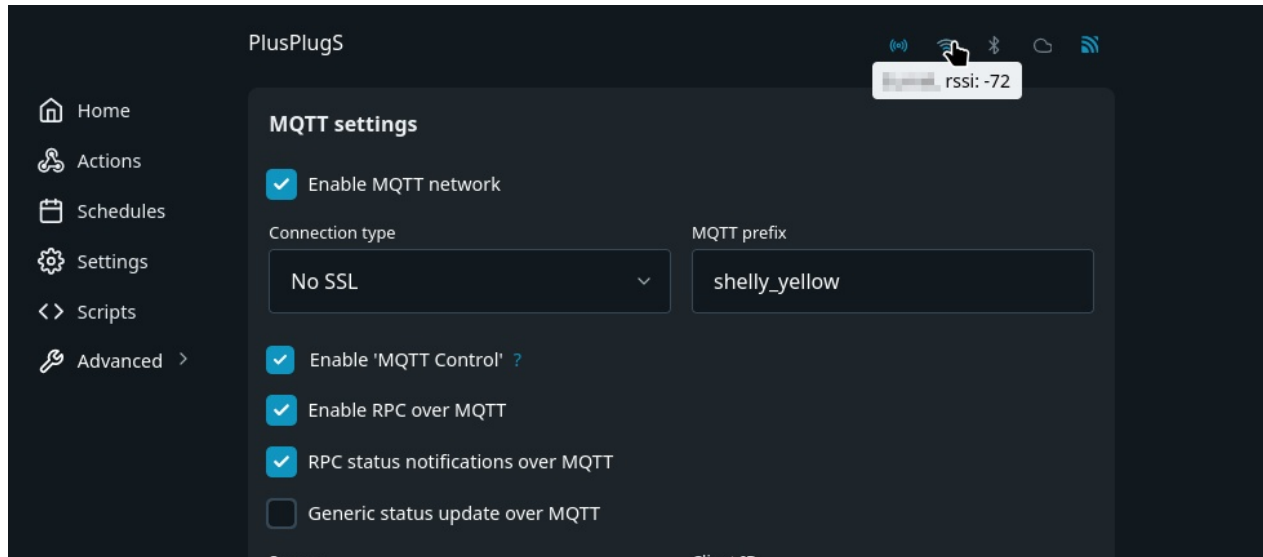 PlusPlugS
rssi: -72
Home
Actions
Schedules
Settings
Scripts
Advanced
MQTT settings
Enable MQTT network
Connection type
MQTT prefix
No SSL
shelly_yellow
Enable 'MQTT Control' ?
Enable RPC over MQTT
RPC status notifications over MQTT
Generic status update over MQTT